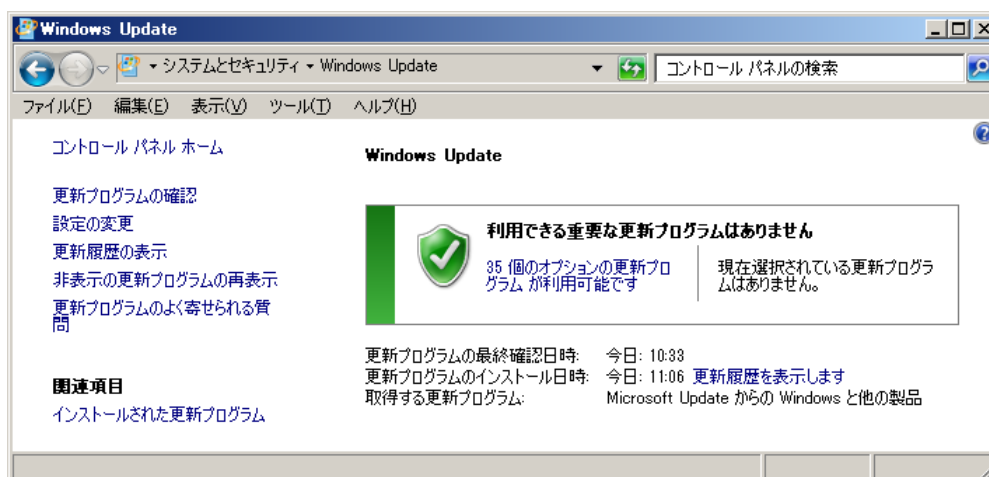 Windows Update
システムとセキュリティ ▾ Windows Update
コントロール パネルの検索
ファイル(F) 編集(E) 表示(V) ツール(T) ヘルプ(H)
コントロール パネル ホーム
更新プログラムの確認
設定の変更
更新履歴の表示
非表示の更新プログラムの再表示
更新プログラムのよく寄せられる質
問
関連項目
インストールされた更新プログラム
Windows Update
利用できる重要な更新プログラムはありません
35 個のオプションの更新プロ
グラム が利用可能です
現在選択されている更新プログラ
ムはありません。
更新プログラムの最終確認日時: 今日: 10:33
更新プログラムのインストール日時: 今日: 11:06 更新履歴を表示します
取得する更新プログラム: Microsoft Update からの Windows と他の製品